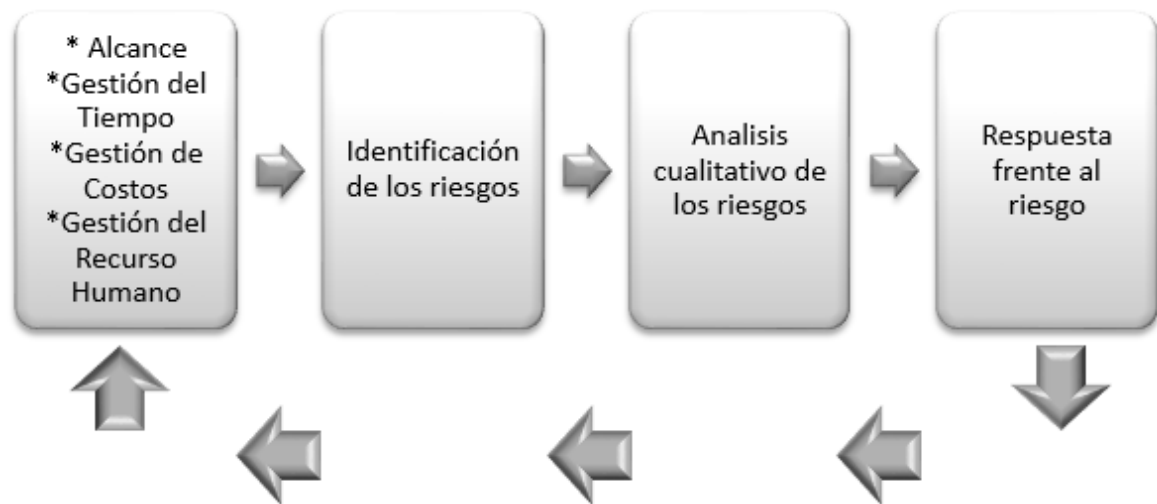 * Alcance
*Gestión del
Tiempo
*Gestión de
Costos
*Gestión del
Recurso
Humano
Identificación
de los riesgos
Analisis
cualitativo de
los riesgos
Respuesta
frente al
riesgo